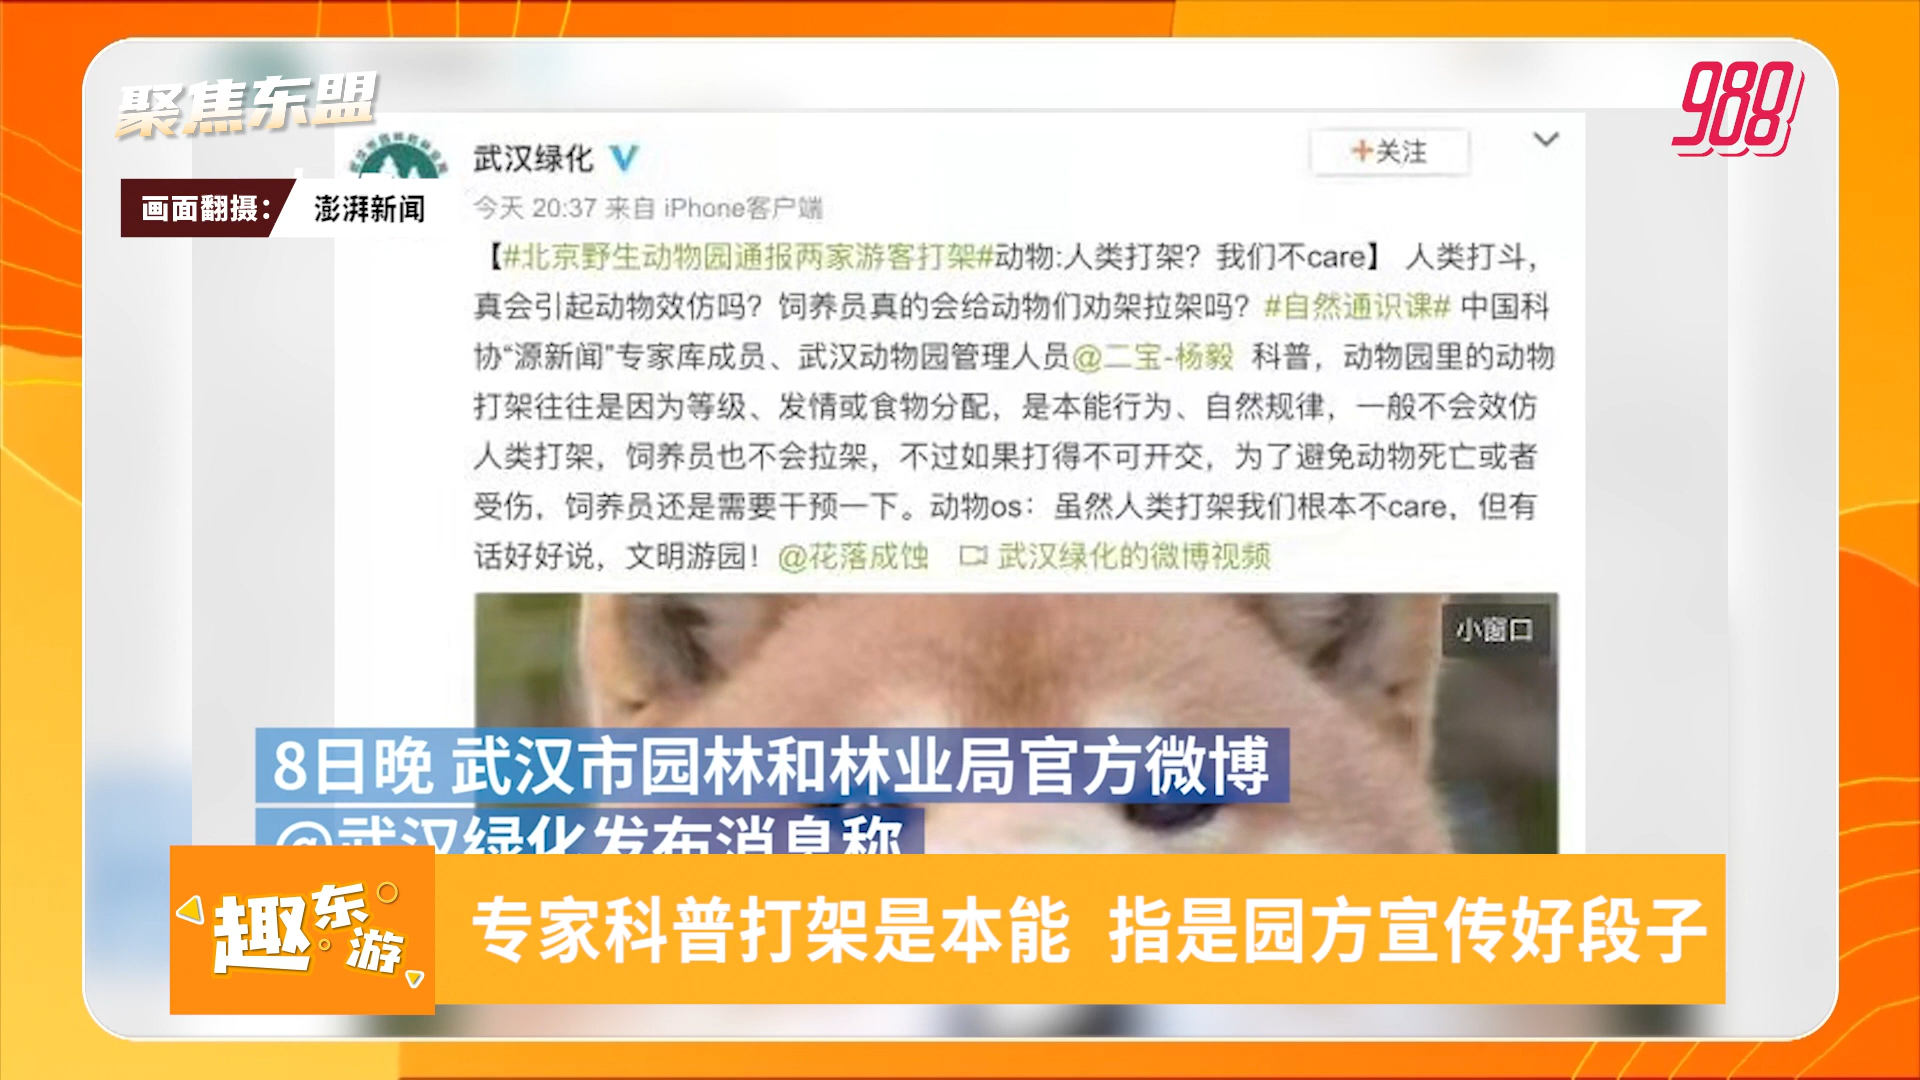 聚焦东盟
988
画面翻摄：
澎湃新闻
武汉绿化
+关注
今天 20:37 来自 iPhone客户端
【#北京野生动物园通报两家游客打架#动物:人类打架？我们不care】 人类打斗，
真会引起动物效仿吗？饲养员真的会给动物们劝架拉架吗？#自然通识课# 中国科
协“源新闻”专家库成员、武汉动物园管理人员@二宝-杨毅 科普，动物园里的动物
打架往往是因为等级、发情或食物分配，是本能行为、自然规律，一般不会效仿
人类打架，饲养员也不会拉架，不过如果打得不可开交，为了避免动物死亡或者
受伤，饲养员还是需要干预一下。动物os：虽然人类打架我们根本不care，但有
话好好说，文明游园！@花落成蚀 武汉绿化的微博视频
小窗口
8日晚 武汉市园林和林业局官方微博
@武汉绿化发布消息称
趣东游
专家科普打架是本能 指是园方宣传好段子